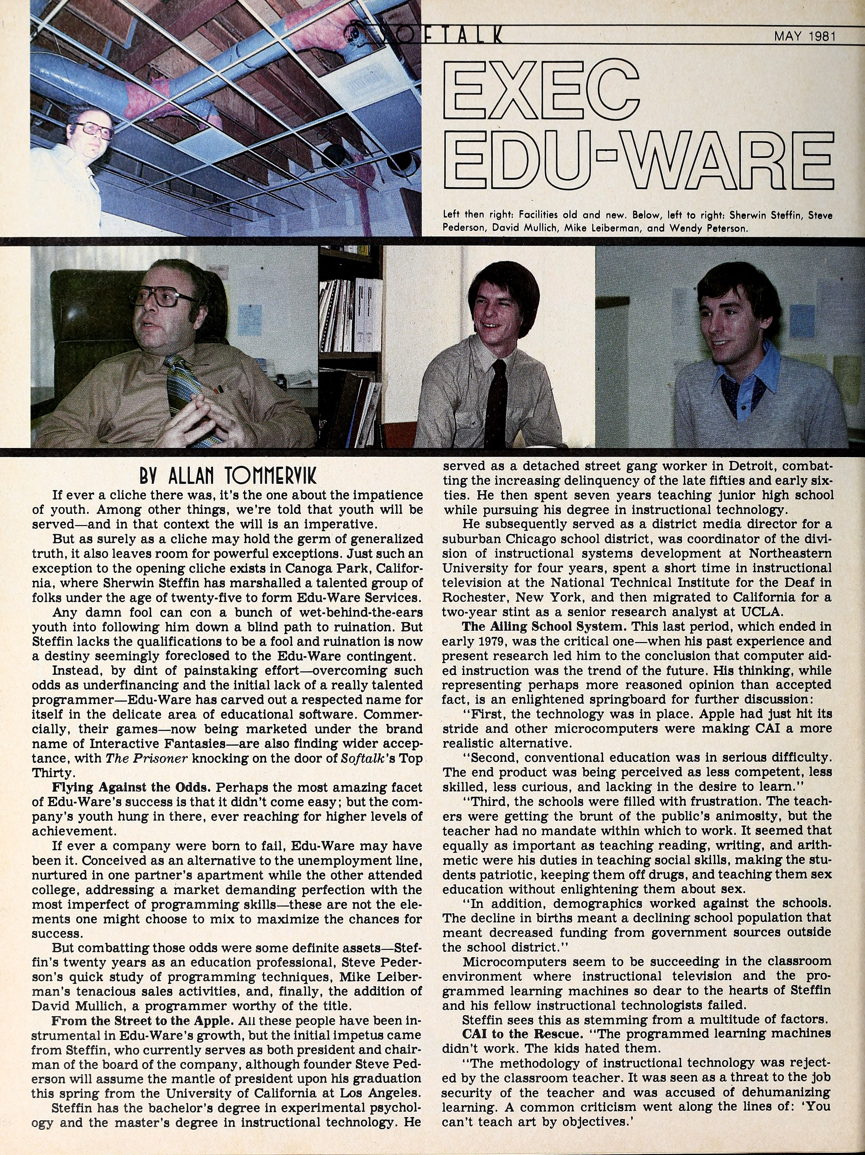 SOFTALK
MAY 1981
EXEC
EDU-WARE
Left then right: Facilities old and new. Below, left to right: Sherwin Steffin, Steve
Pederson, David Mullich, Mike Leiberman, and Wendy Peterson.
BY ALLAN TOMMERVIK
If ever a cliche there was, it's the one about the impatience
of youth. Among other things, we're told that youth will be
served—and in that context the will is an imperative.
But as surely as a cliche may hold the germ of generalized
truth, it also leaves room for powerful exceptions. Just such an
exception to the opening cliche exists in Canoga Park, Califor-
nia, where Sherwin Steffin has marshalled a talented group of
folks under the age of twenty-five to form Edu-Ware Services.
Any damn fool can con a bunch of wet-behind-the-ears
youth into following him down a blind path to ruination. But
Steffin lacks the qualifications to be a fool and ruination is now
a destiny seemingly foreclosed to the Edu-Ware contingent.
Instead, by dint of painstaking effort—overcoming such
odds as underfinancing and the initial lack of a really talented
programmer—Edu-Ware has carved out a respected name for
itself in the delicate area of educational software. Commer-
cially, their games—now being marketed under the brand
name of Interactive Fantasies—are also finding wider accep-
tance, with The Prisoner knocking on the door of Softalk's Top
Thirty.
Flying Against the Odds. Perhaps the most amazing facet
of Edu-Ware's success is that it didn't come easy; but the com-
pany's youth hung in there, ever reaching for higher levels of
achievement.
If ever a company were born to fail, Edu-Ware may have
been it. Conceived as an alternative to the unemployment line,
nurtured in one partner's apartment while the other attended
college, addressing a market demanding perfection with the
most imperfect of programming skills—these are not the ele-
ments one might choose to mix to maximize the chances for
success.
But combatting those odds were some definite assets—Stef-
fin's twenty years as an education professional, Steve Peder-
son's quick study of programming techniques, Mike Leiber-
man's tenacious sales activities, and, finally, the addition of
David Mullich, a programmer worthy of the title.
From the Street to the Apple. All these people have been in-
strumental in Edu-Ware's growth, but the initial impetus came
from Steffin, who currently serves as both president and chair-
man of the board of the company, although founder Steve Ped-
erson will assume the mantle of president upon his graduation
this spring from the University of California at Los Angeles.
Steffin has the bachelor's degree in experimental psychol-
ogy and the master's degree in instructional technology. He
served as a detached street gang worker in Detroit, combat-
ting the increasing delinquency of the late fifties and early six-
ties. He then spent seven years teaching junior high school
while pursuing his degree in instructional technology.
He subsequently served as a district media director for a
suburban Chicago school district, was coordinator of the divi-
sion of instructional systems development at Northeastern
University for four years, spent a short time in instructional
television at the National Technical Institute for the Deaf in
Rochester, New York, and then migrated to California for a
two-year stint as a senior research analyst at UCLA.
The Ailing School System. This last period, which ended in
early 1979, was the critical one—when his past experience and
present research led him to the conclusion that computer aid-
ed instruction was the trend of the future. His thinking, while
representing perhaps more reasoned opinion than accepted
fact, is an enlightened springboard for further discussion:
"First, the technology was in place. Apple had just hit its
stride and other microcomputers were making CAI a more
realistic alternative.
"Second, conventional education was in serious difficulty.
The end product was being perceived as less competent, less
skilled, less curious, and lacking in the desire to learn."
"Third, the schools were filled with frustration. The teach-
ers were getting the brunt of the public's animosity, but the
teacher had no mandate within which to work. It seemed that
equally as important as teaching reading, writing, and arith-
metic were his duties in teaching social skills, making the stu-
dents patriotic, keeping them off drugs, and teaching them sex
education without enlightening them about sex.
"In addition, demographics worked against the schools.
The decline in births meant a declining school population that
meant decreased funding from government sources outside
the school district."
Microcomputers seem to be succeeding in the classroom
environment where instructional television and the pro-
grammed learning machines so dear to the hearts of Steffin
and his fellow instructional technologists failed.
Steffin sees this as stemming from a multitude of factors.
CAI to the Rescue. "The programmed learning machines
didn't work. The kids hated them.
"The methodology of instructional technology was reject-
ed by the classroom teacher. It was seen as a threat to the job
security of the teacher and was accused of dehumanizing
learning. A common criticism went along the lines of: 'You
can't teach art by objectives.'